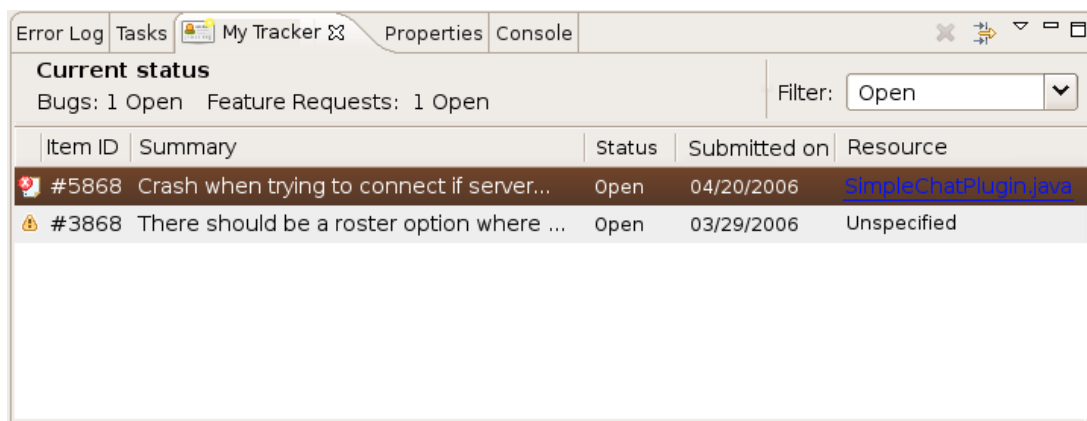 Error Log Tasks My Tracker Properties Console
Current status
Bugs: 1 Open Feature Requests: 1 Open
Filter: Open
Item ID Summary Status Submitted on Resource
#5868 Crash when trying to connect if server... Open 04/20/2006 SimpleChatPlugin.java
#3868 There should be a roster option where ... Open 03/29/2006 Unspecified